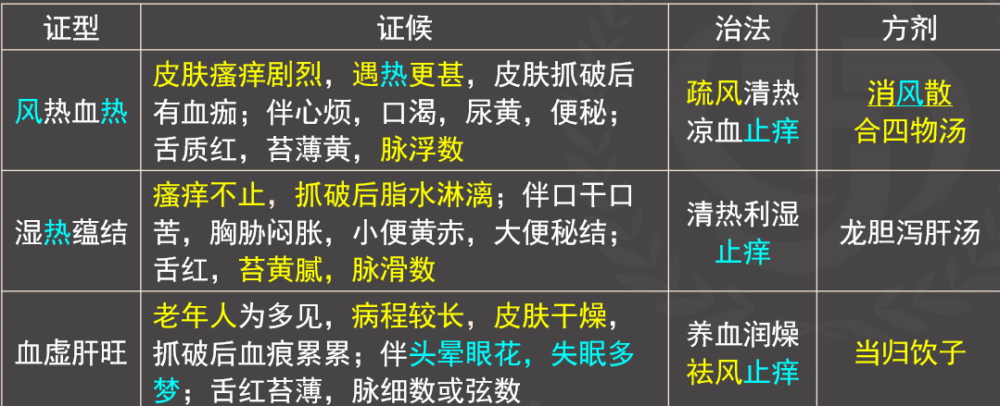 证型 证候 治法 方剂
风热血热
皮肤瘙痒剧烈，遇热更甚，皮肤抓破后
有血痂；伴心烦，口渴，尿黄，便秘；
舌质红，苔薄黄，脉浮数
疏风清热
凉血止痒
消风散
合四物汤
湿热蕴结
瘙痒不止，抓破后脂水淋漓；伴口干口
苦，胸胁闷胀，小便黄赤，大便秘结；
舌红，苔黄腻，脉滑数
清热利湿
止痒
龙胆泻肝汤
血虚肝旺
老年人为多见，病程较长，皮肤干燥，
抓破后血痕累累；伴头晕眼花，失眠多
梦；舌红苔薄，脉细数或弦数
养血润燥
祛风止痒
当归饮子